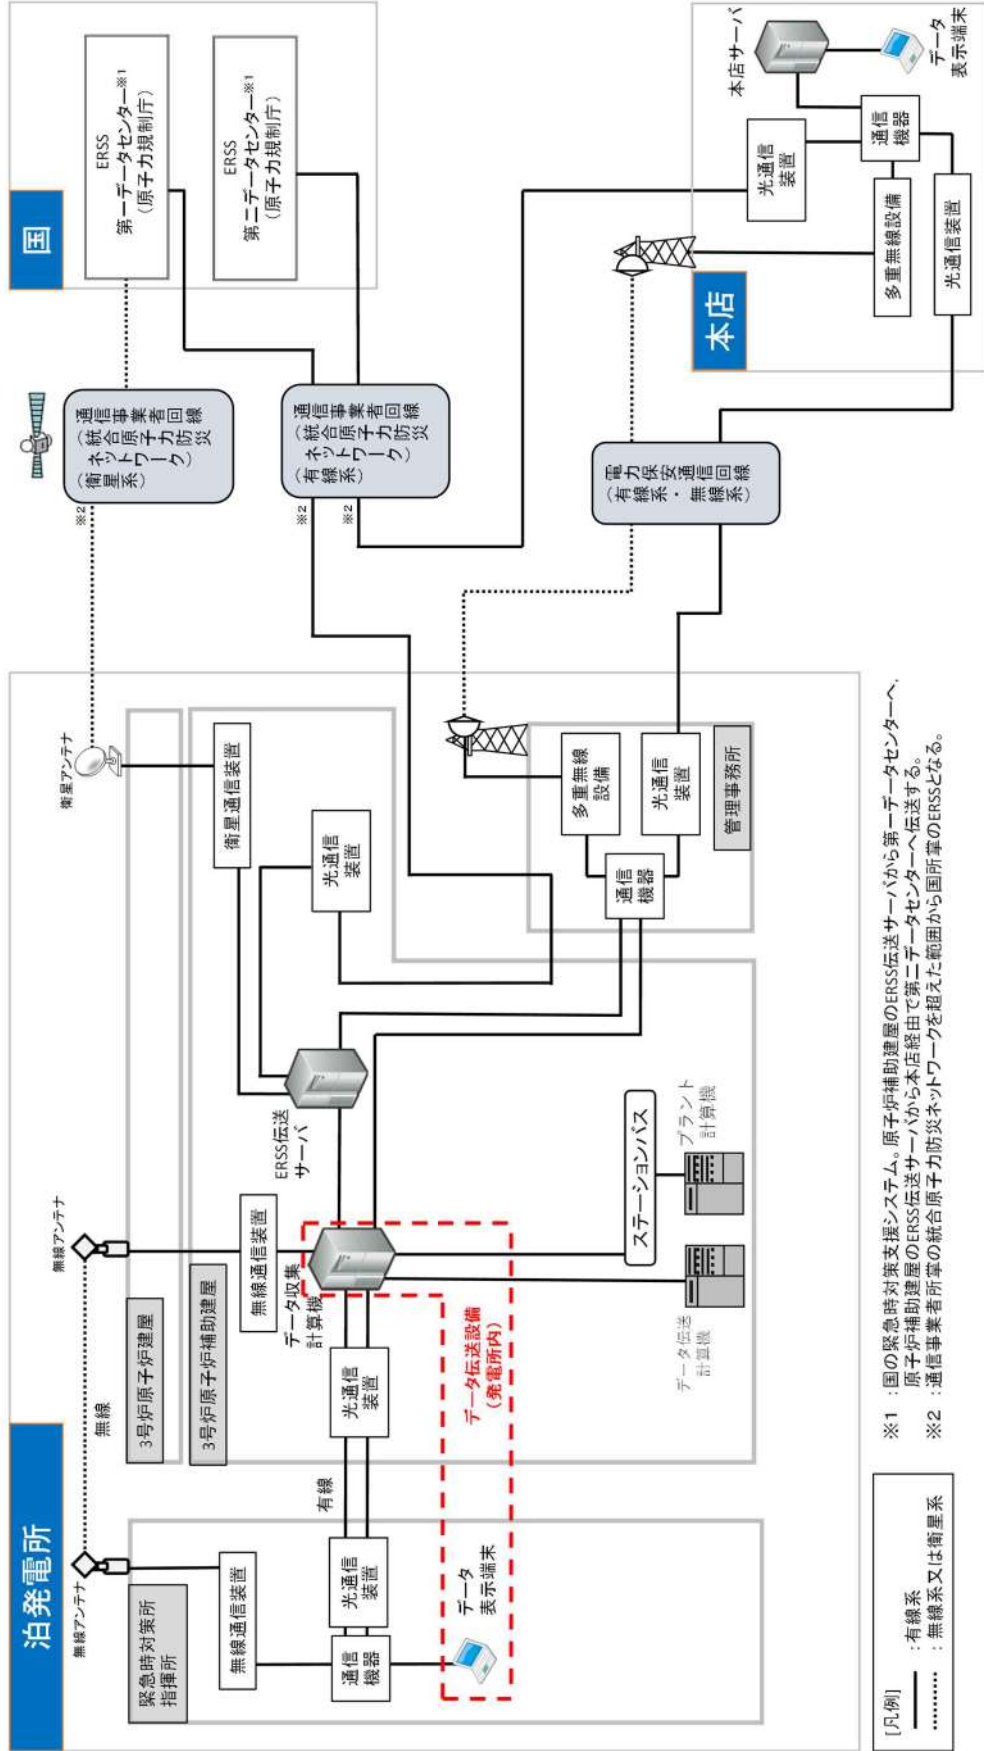 泊発電所
国
本店
無線アンテナ
無線
無線アンテナ
衛星アンテナ
緊急時対策所
指揮所
3号炉原子炉建屋
3号炉原子炉補助建屋
管理事務所
無線通信装置
通信
機器
光通信
装置
データ
表示端末
有線
光通信
装置
無線通信装置
データ収集
計算機
データ伝送設備
(発電所内)
データ伝送
計算機
プラント
計算機
ステーションバス
ERSS伝送
サーバ
衛星通信装置
光通信
装置
通信
機器
多重無線
設備
光通信
装置
※2
通信事業者回線
(統合原子力防災
ネットワーク)
(衛星系)
※2
※2
通信事業者回線
(統合原子力防災
ネットワーク)
(有線系)
電力保安通信回線
(有線系・無線系)
ERSS
第一データセンター※1
(原子力規制庁)
ERSS
第二データセンター※1
(原子力規制庁)
光通信
装置
多重無線設備
光通信装置
通信
機器
本店サーバ
データ
表示端末
[凡例]
:有線系
:無線系又は衛星系
※1 :国の緊急時対策支援システム。原子炉補助建屋のERSS伝送サーバから第一データセンターへ、
原子炉補助建屋のERSS伝送サーバから本店経由で第二データセンターへ伝送する。
※2 :通信事業者所掌の統合原子力防災ネットワークを超えた範囲から国所掌のERSSとなる。